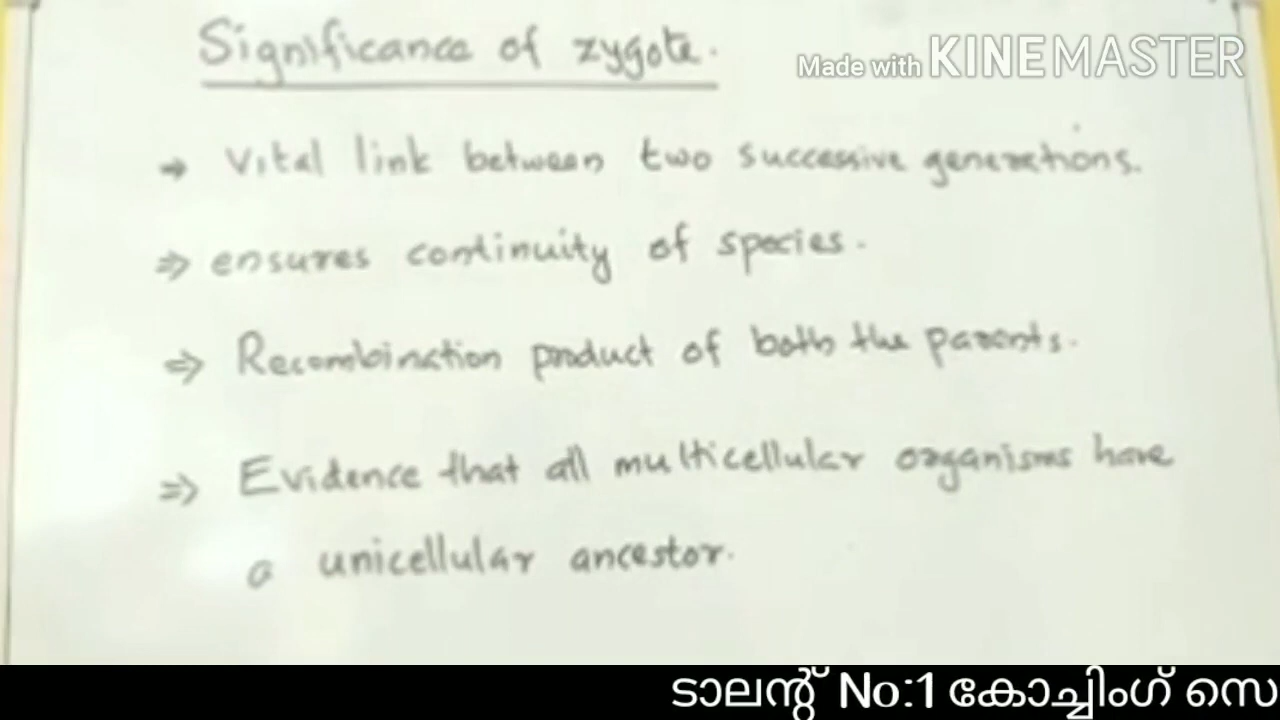 Significance of zygote.
Made with KINEMASTER
→ Vital link between two successive generations.
⇒ ensures continuity of species.
⇒ Recombination product of both the parents.
⇒ Evidence that all multicellular organisms have
a unicellular ancestor.
ടാലന്റ് No:1 കോച്ചിംഗ് സെ